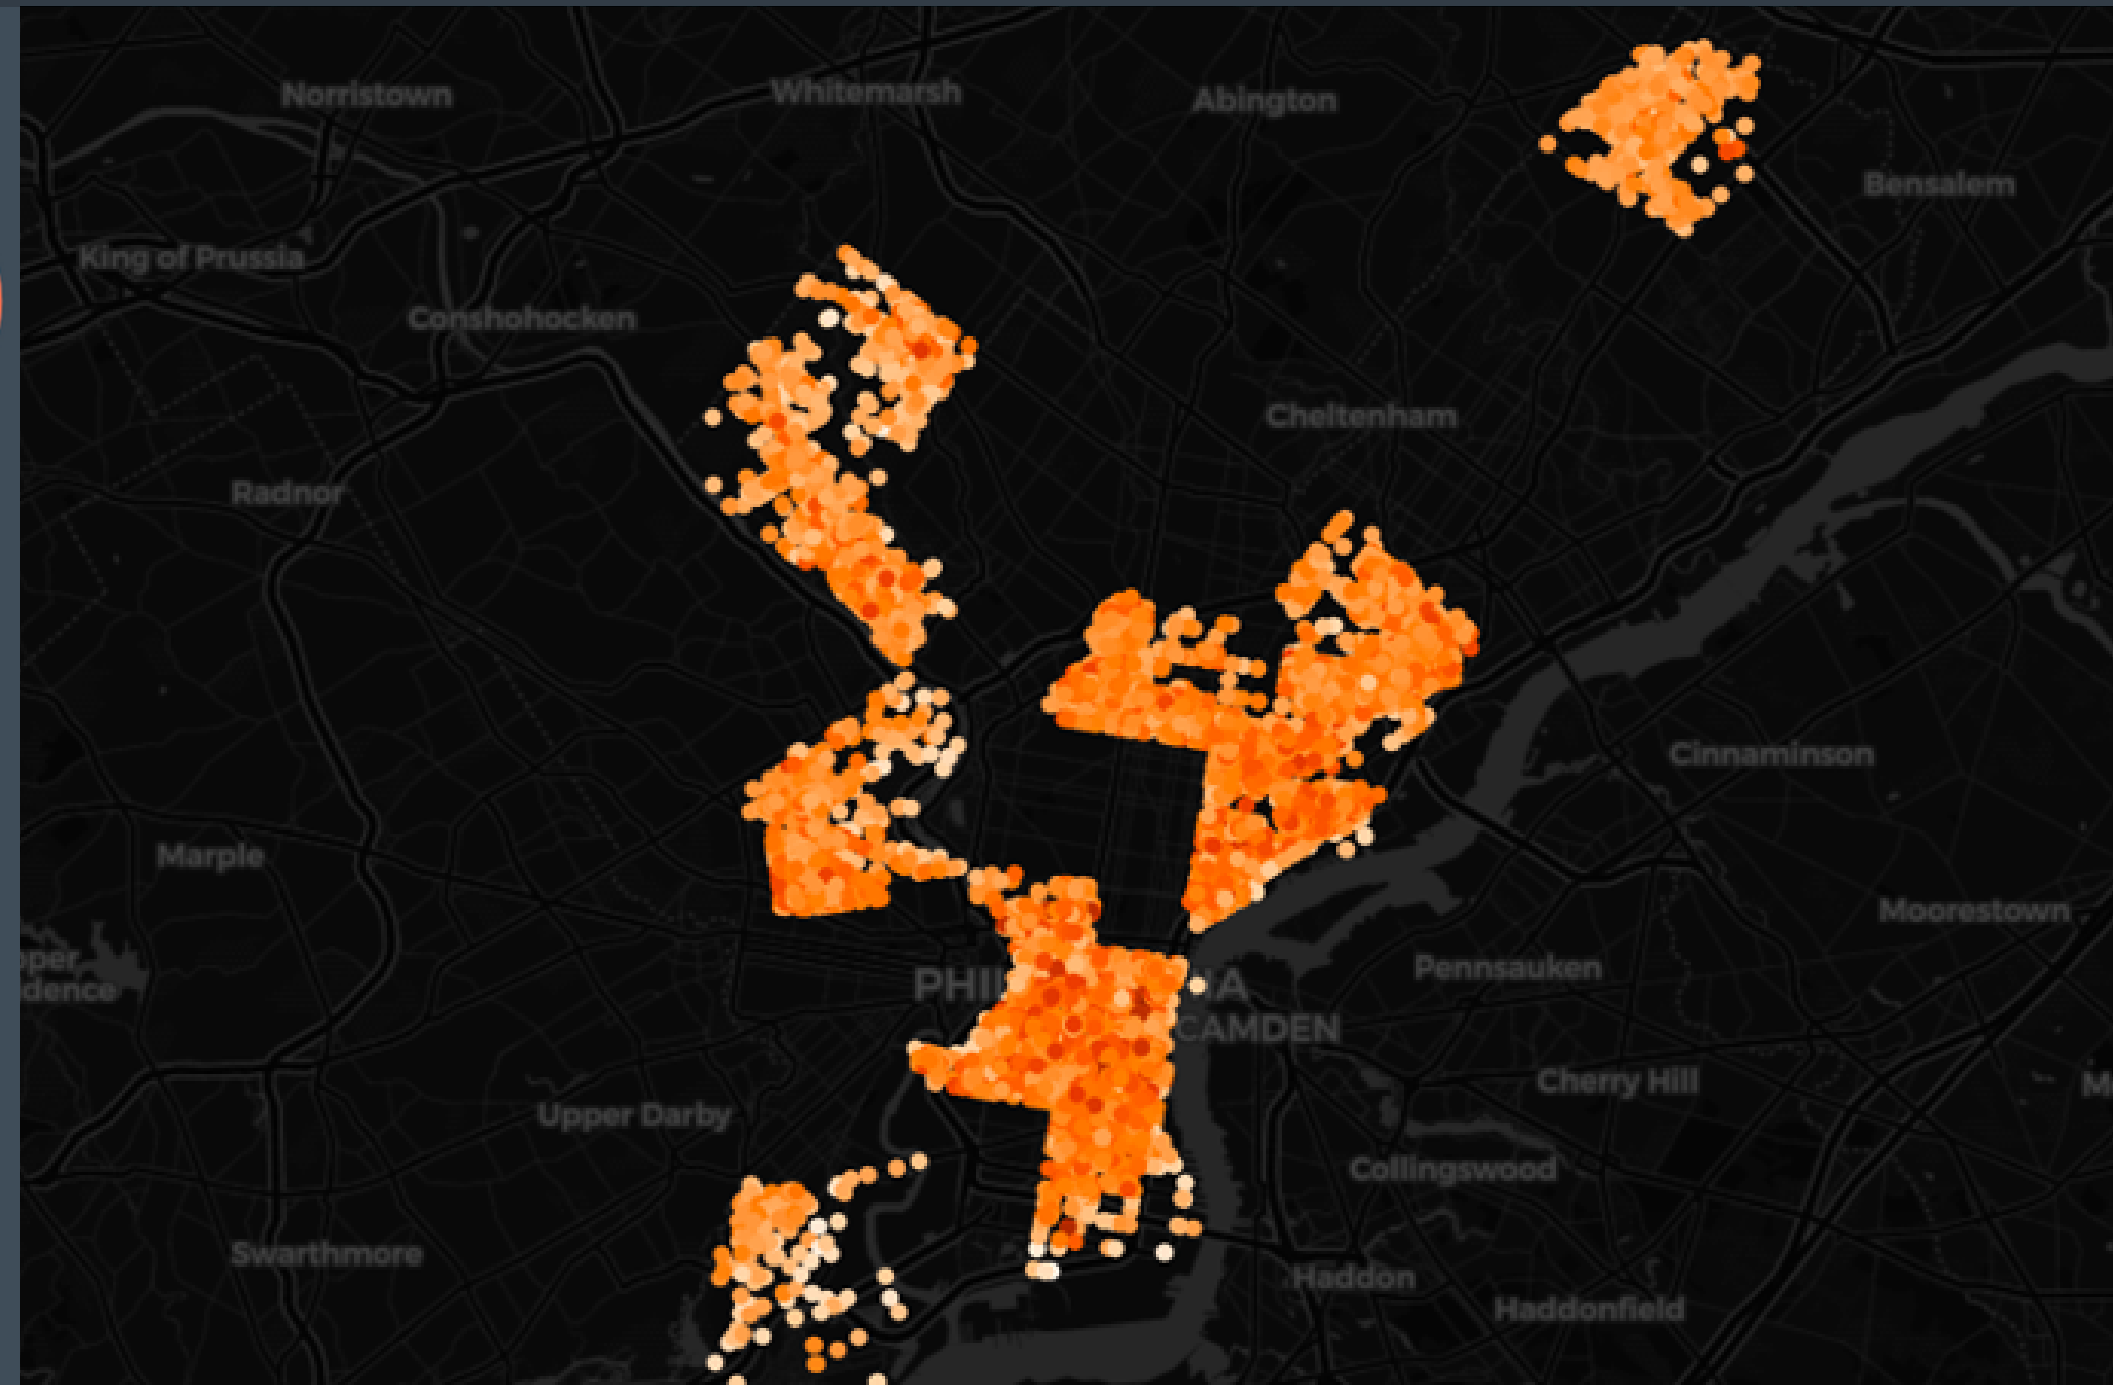 Norristown
Whitemarsh
Abington
Bensalem
King of Prussia
Conshohocken
Cheltenham
Radnor
Cinnaminson
Marple
Moorestown
Pennsauken
CAMDEN
Cherry Hill
Upper Darby
Collingswood
Swarthmore
Haddon
Haddonfield